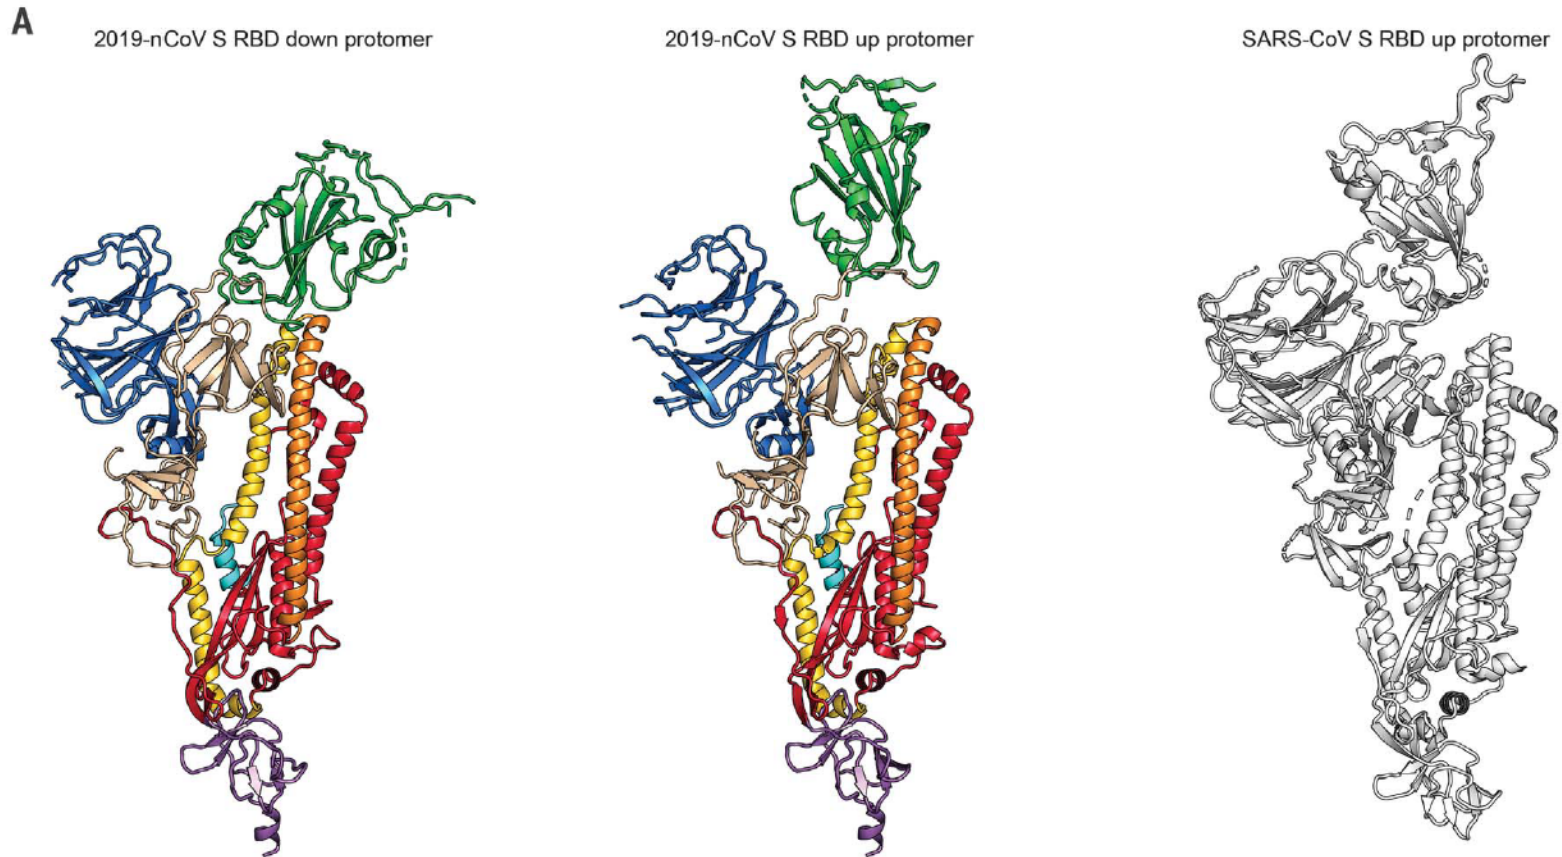 A
2019-nCoV S RBD down protomer
2019-nCoV S RBD up protomer
SARS-CoV S RBD up protomer